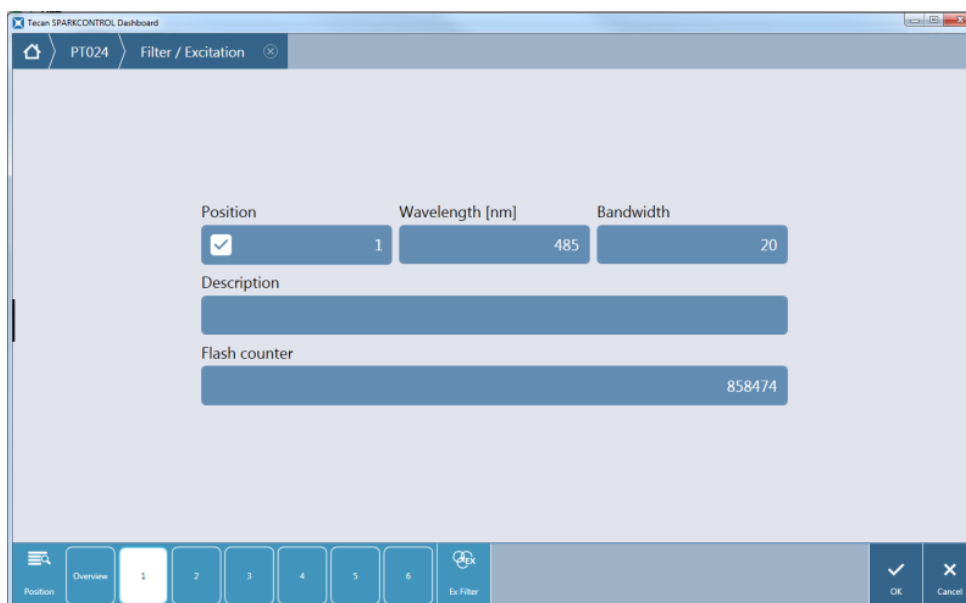 Tecan SPARKCONTROL Dashboard
PT024 Filter / Excitation
Position Wavelength [nm] Bandwidth
1 485 20
Description
Flash counter
858474
Position Overview 1 2 3 4 5 6 EX Ex Filter OK Cancel